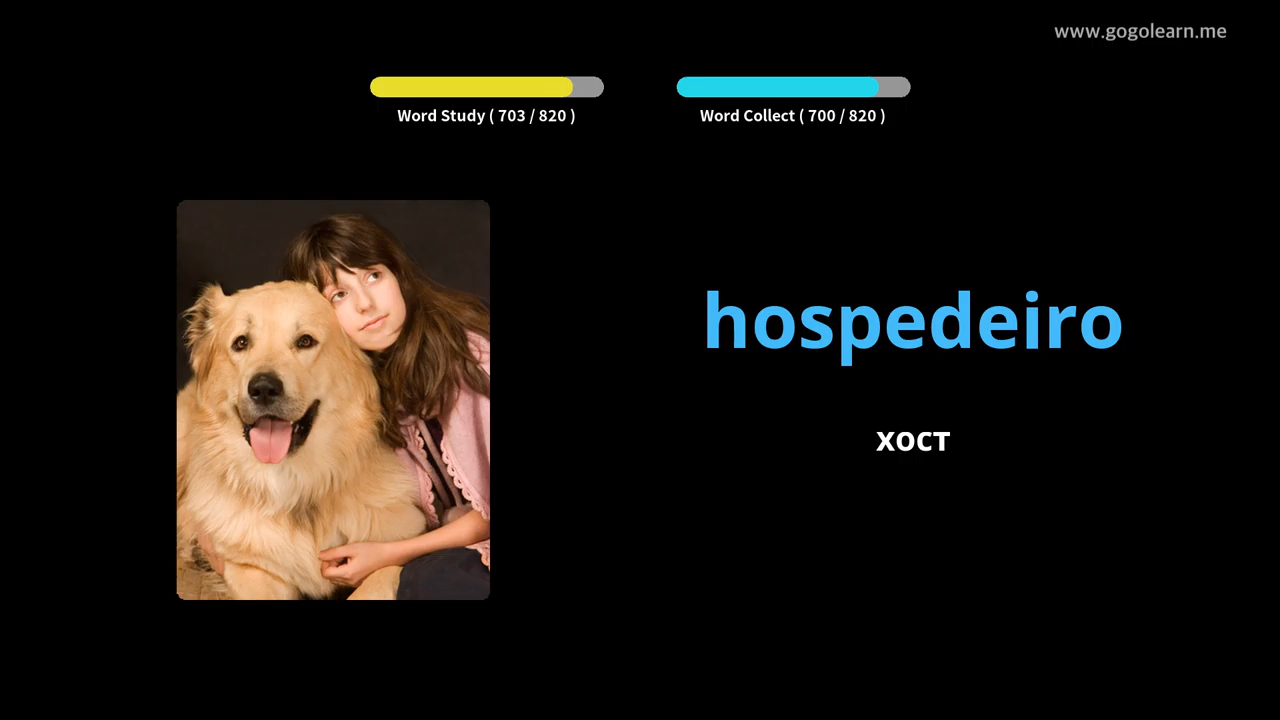 www.gogolearn.me
Word Study ( 703 / 820 )
Word Collect ( 700 / 820 )
hospedeiro
хост